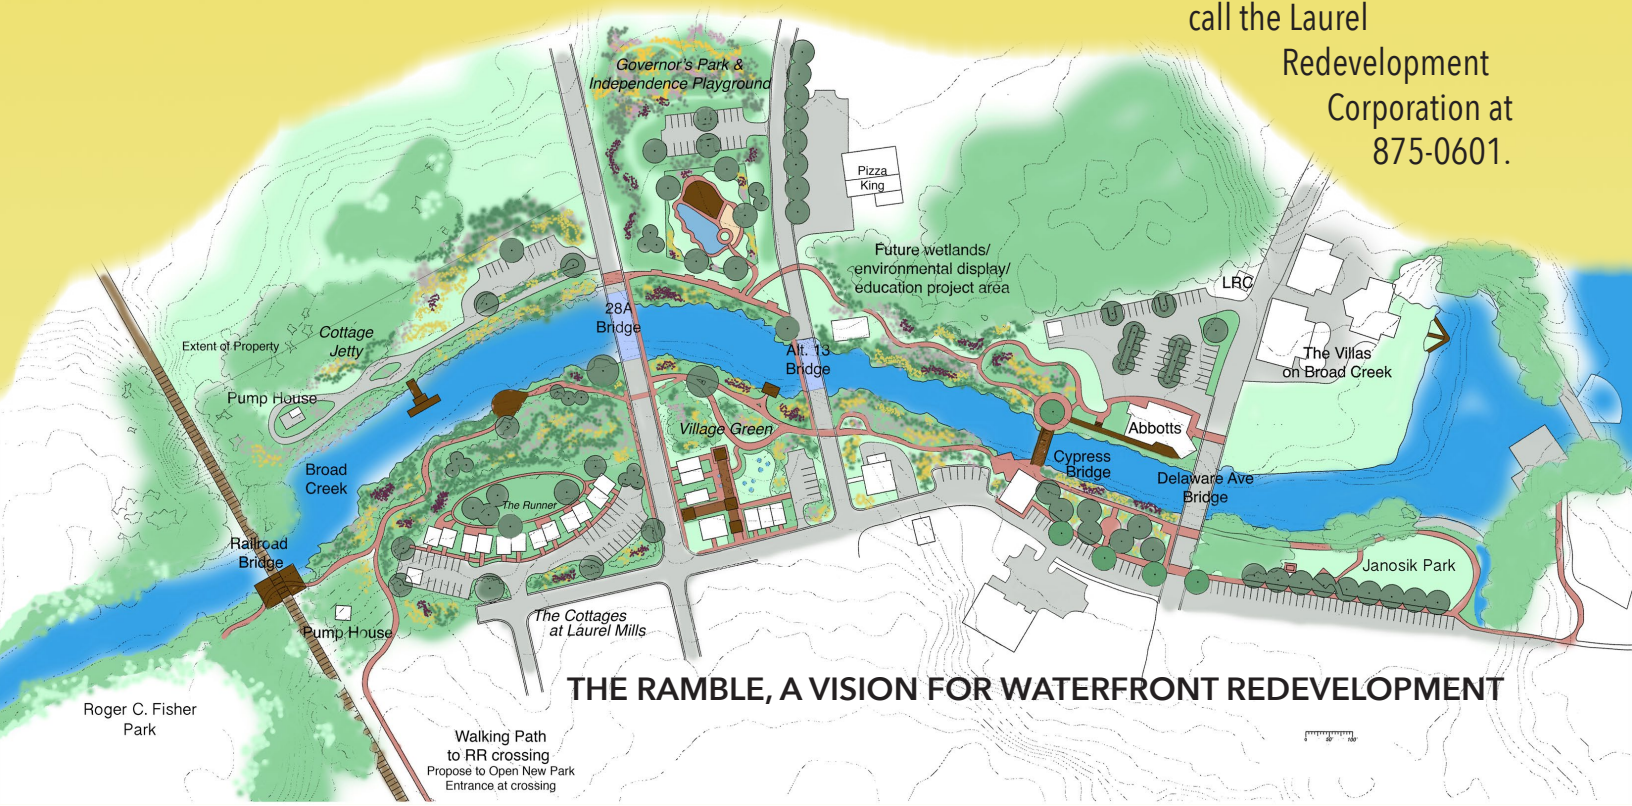 call the Laurel
Redevelopment
Corporation at
875-0601.
Governor's Park &
Independence Playground
Pizza
King
Future wetlands/
environmental display/
education project area
LRC
28A
Bridge
Cottage
Jetty
Extent of Property
Alt. 13
Bridge
The Villas
on Broad Creek
Pump House
Village Green
Abbotts
Broad
Creek
Cypress
Bridge
Delaware Ave
Bridge
The Runner
Railroad
Bridge
Janosik Park
Pump House
The Cottages
at Laurel Mills
THE RAMBLE, A VISION FOR WATERFRONT REDEVELOPMENT
Roger C. Fisher
Park
Walking Path
to RR crossing
Propose to Open New Park
Entrance at crossing
0 50' 100'